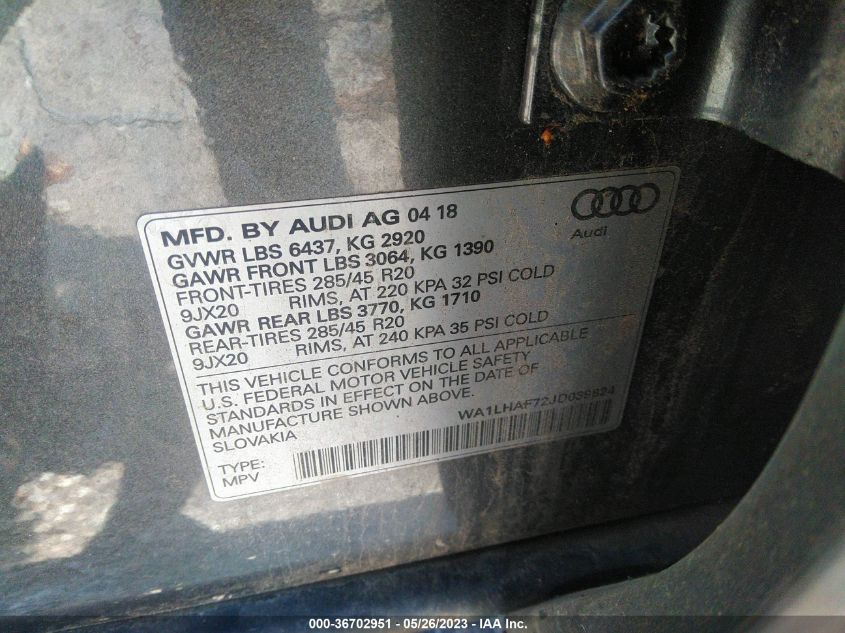 MFD. BY AUDI AG 04 18
Audi
GVWR LBS 6437, KG 2920
GAWR FRONT LBS 3064, KG 1390
FRONT-TIRES 285/45 R20
9JX20 RIMS, AT 220 KPA 32 PSI COLD
GAWR REAR LBS 3770, KG 1710
REAR-TIRES 285/45 R20
9JX20 RIMS, AT 240 KPA 35 PSI COLD
THIS VEHICLE CONFORMS TO ALL APPLICABLE
U.S. FEDERAL MOTOR VEHICLE SAFETY
STANDARDS IN EFFECT ON THE DATE OF
MANUFACTURE SHOWN ABOVE.
SLOVAKIA
WA1LHAF72JD039824
TYPE:
MPV
000-36702951 - 05/26/2023 - IAA Inc.